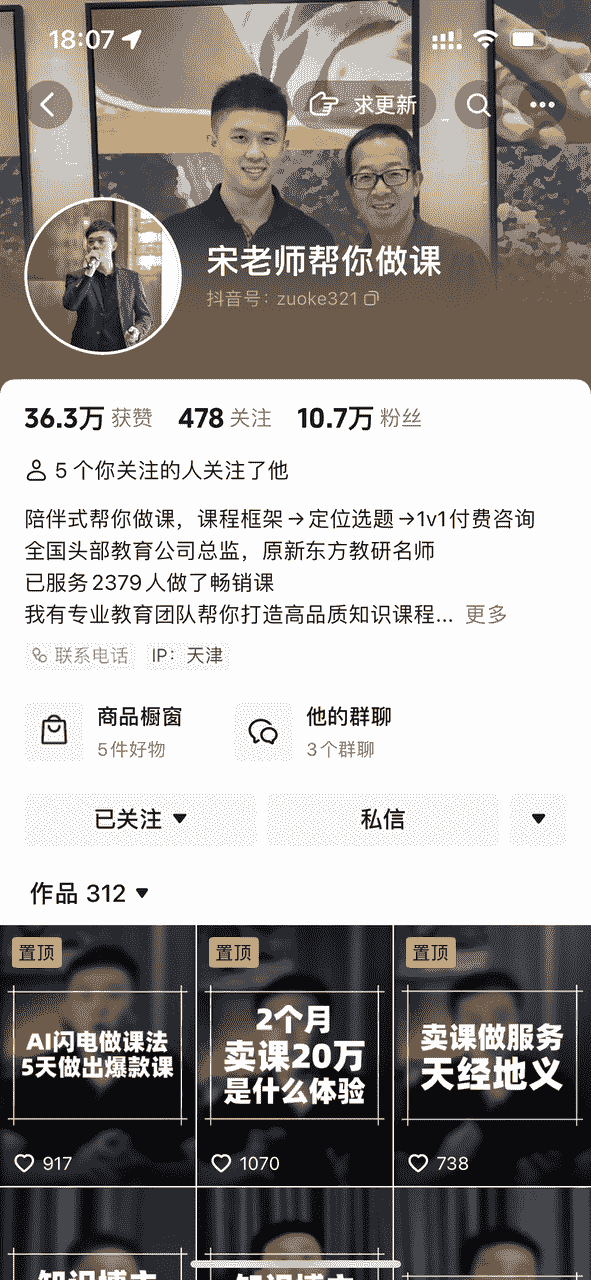 18:07
求更新
宋老师帮你做课
抖音号：zuoke321
36.3万 获赞 478 关注 10.7万 粉丝
5个你关注的人关注了他
陪伴式帮你做课，课程框架→定位选题→1v1付费咨询
全国头部教育公司总监，原新东方教研名师
已服务2379人做了畅销课
我有专业教育团队帮你打造高品质知识课程... 更多
联系电话 IP：天津
商品橱窗
5件好物
他的群聊
3个群聊
已关注 私信
作品 312
置顶
AI闪电做课法
5天做出爆款课
917
置顶
2个月
卖课20万
是什么体验
1070
置顶
卖课做服务
天经地义
738